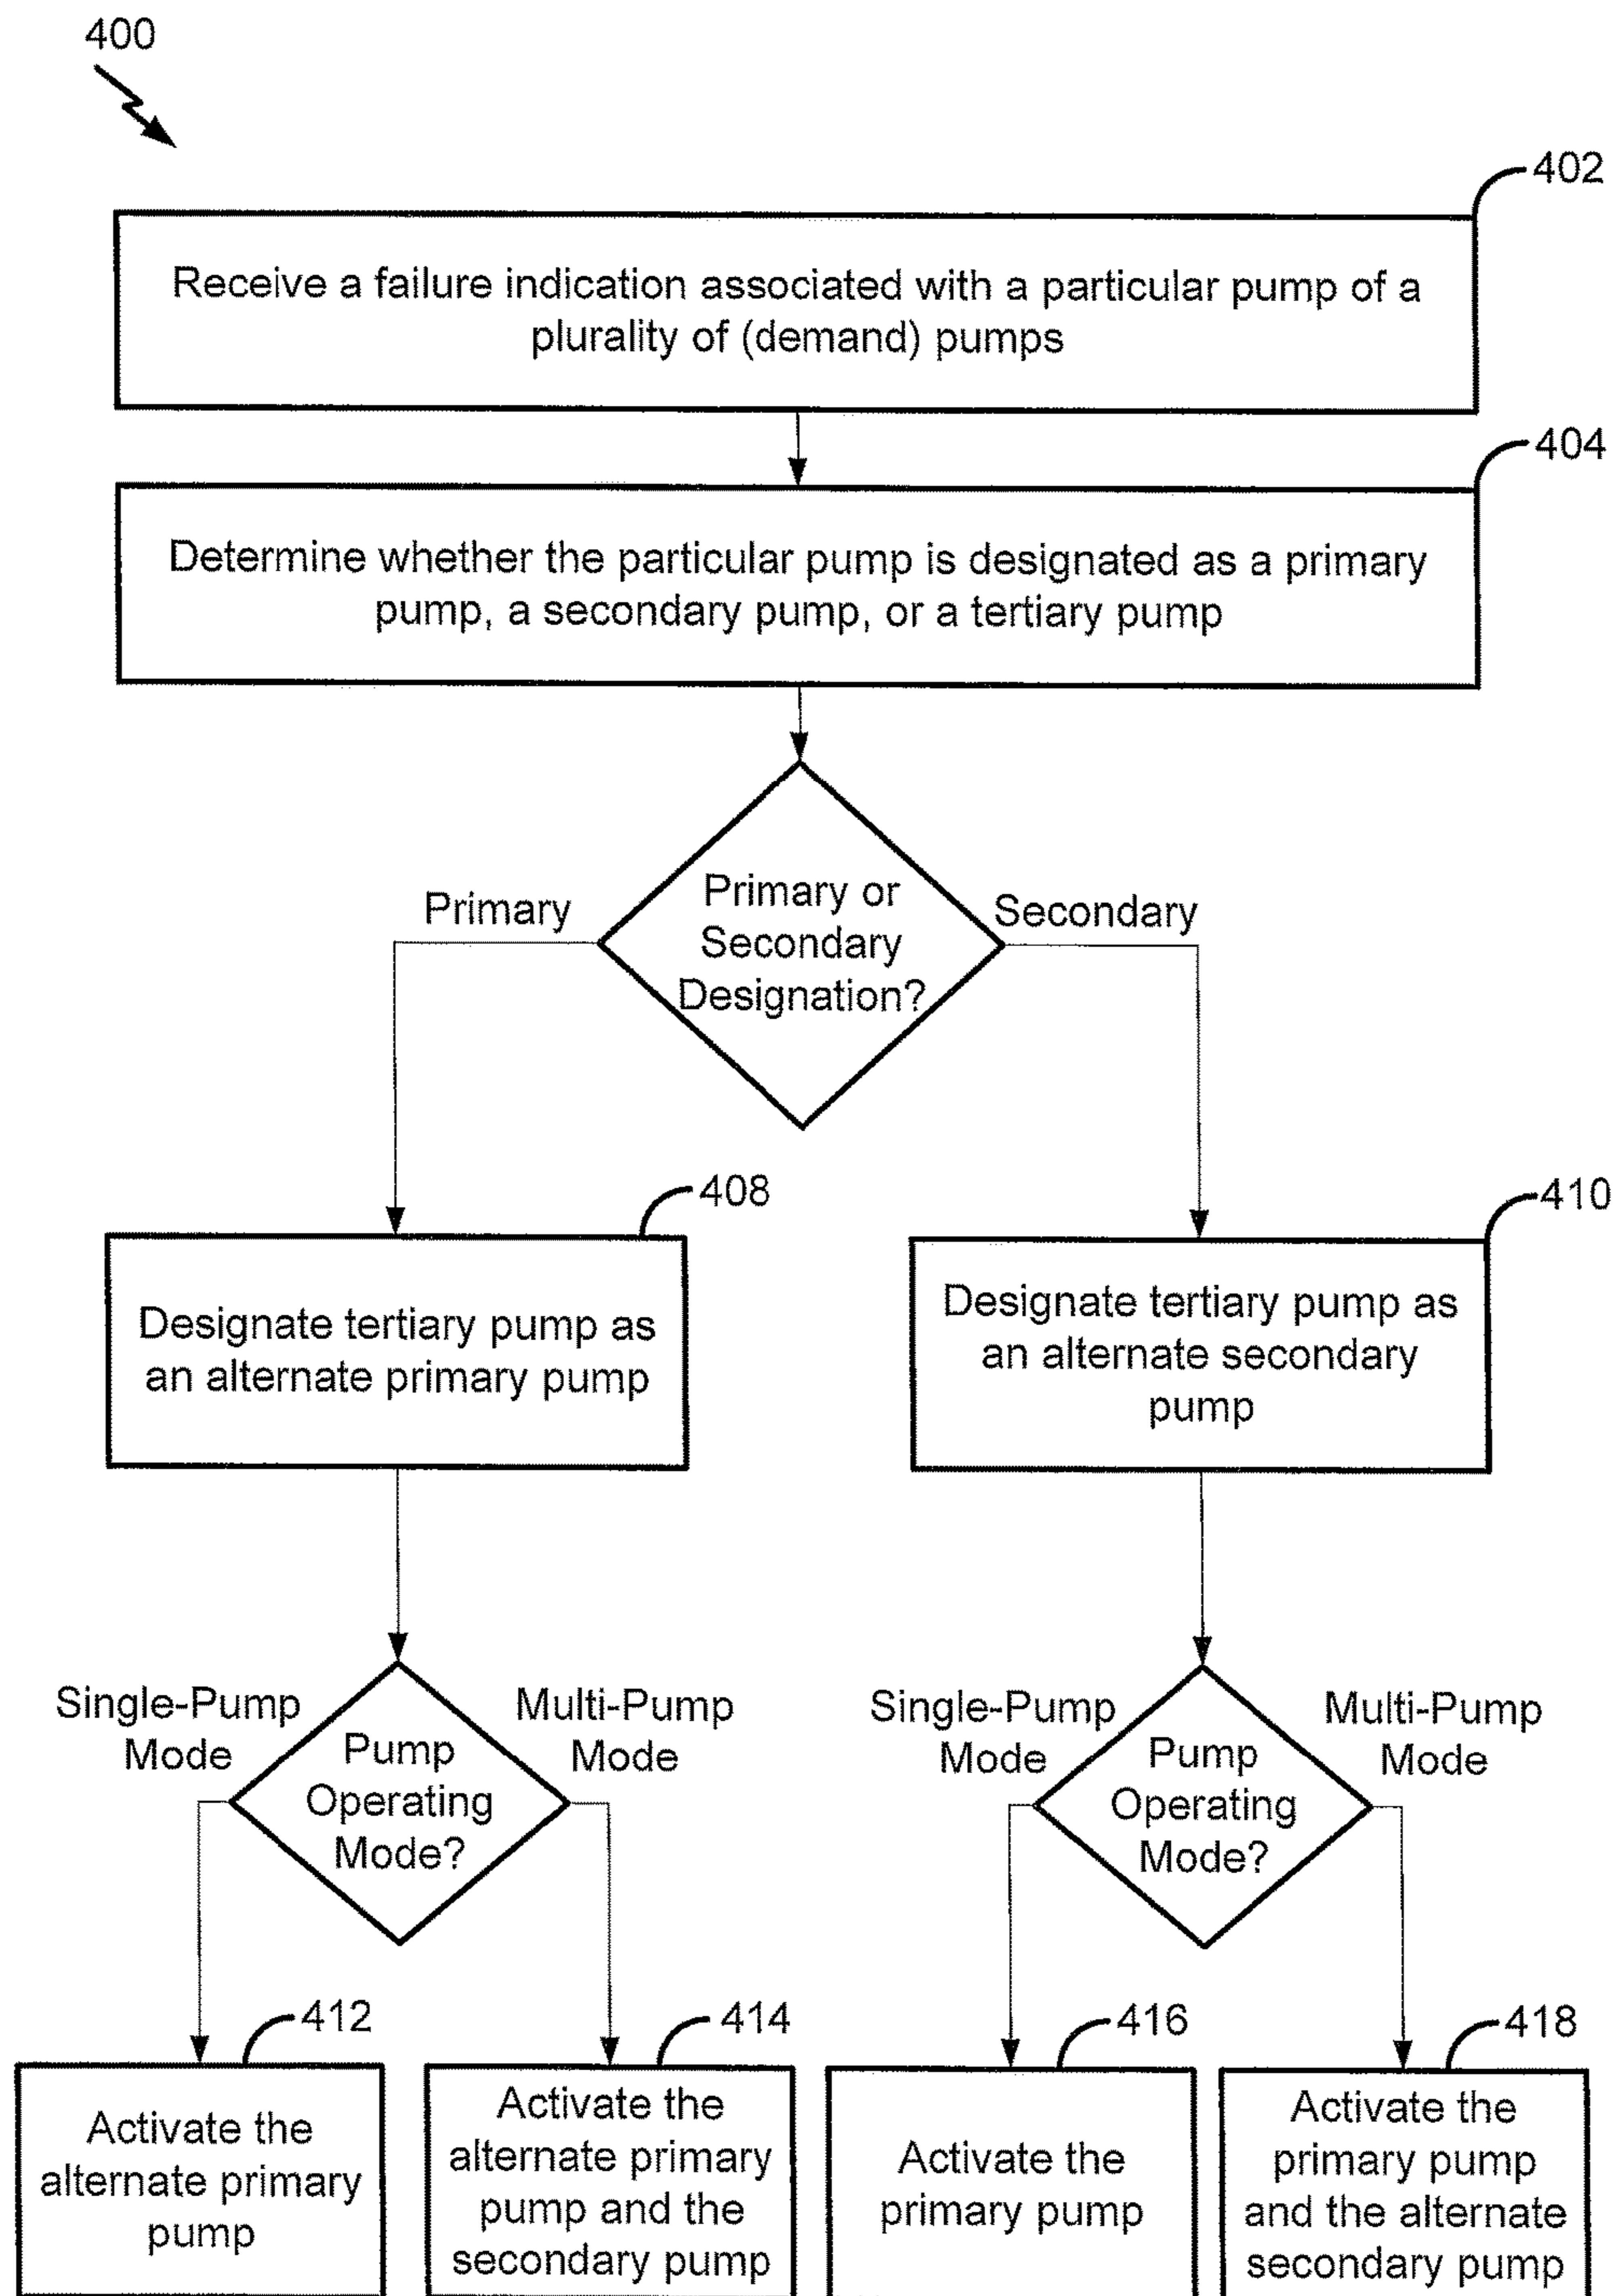 400
402
Receive a failure indication associated with a particular pump of a
plurality of (demand) pumps
404
Determine whether the particular pump is designated as a primary
pump, a secondary pump, or a tertiary pump
Primary
Primary or
Secondary
Designation?
Secondary
408
Designate tertiary pump as
an alternate primary pump
410
Designate tertiary pump as
an alternate secondary
pump
Single-Pump
Mode
Pump
Operating
Mode?
Multi-Pump
Mode
Single-Pump
Mode
Pump
Operating
Mode?
Multi-Pump
Mode
412
Activate the
alternate primary
pump
414
Activate the
alternate primary
pump and the
secondary pump
416
Activate the
primary pump
418
Activate the
primary pump
and the alternate
secondary pump